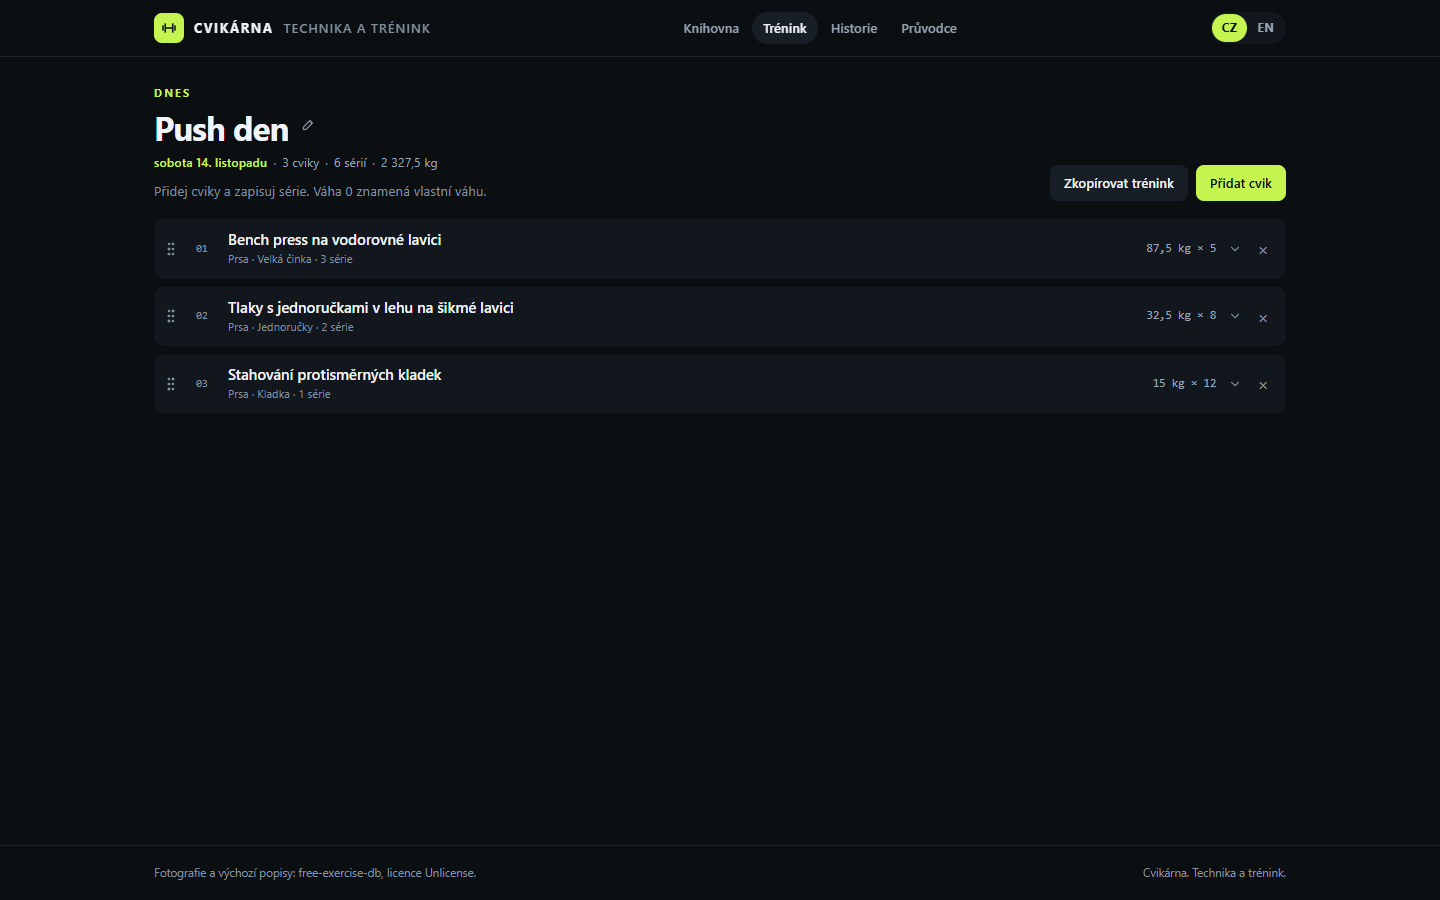 CVIKÁRNA TECHNIKA A TRÉNINK
Knihovna Trénink Historie Průvodce
CZ EN
DNES
Push den
sobota 14. listopadu · 3 cviky · 6 sérií · 2 327,5 kg
Přidej cviky a zapisuj série. Váha 0 znamená vlastní váhu.
Zkopírovat trénink Přidat cvik
01 Bench press na vodorovné lavici 87,5 kg × 5
Prsa · Velká činka · 3 série
02 Tlaky s jednoručkami v lehu na šikmé lavici 32,5 kg × 8
Prsa · Jednoručky · 2 série
03 Stahování protisměrných kladek 15 kg × 12
Prsa · Kladka · 1 série
Fotografie a výchozí popisy: free-exercise-db, licence Unlicense.
Cvikárna. Technika a trénink.